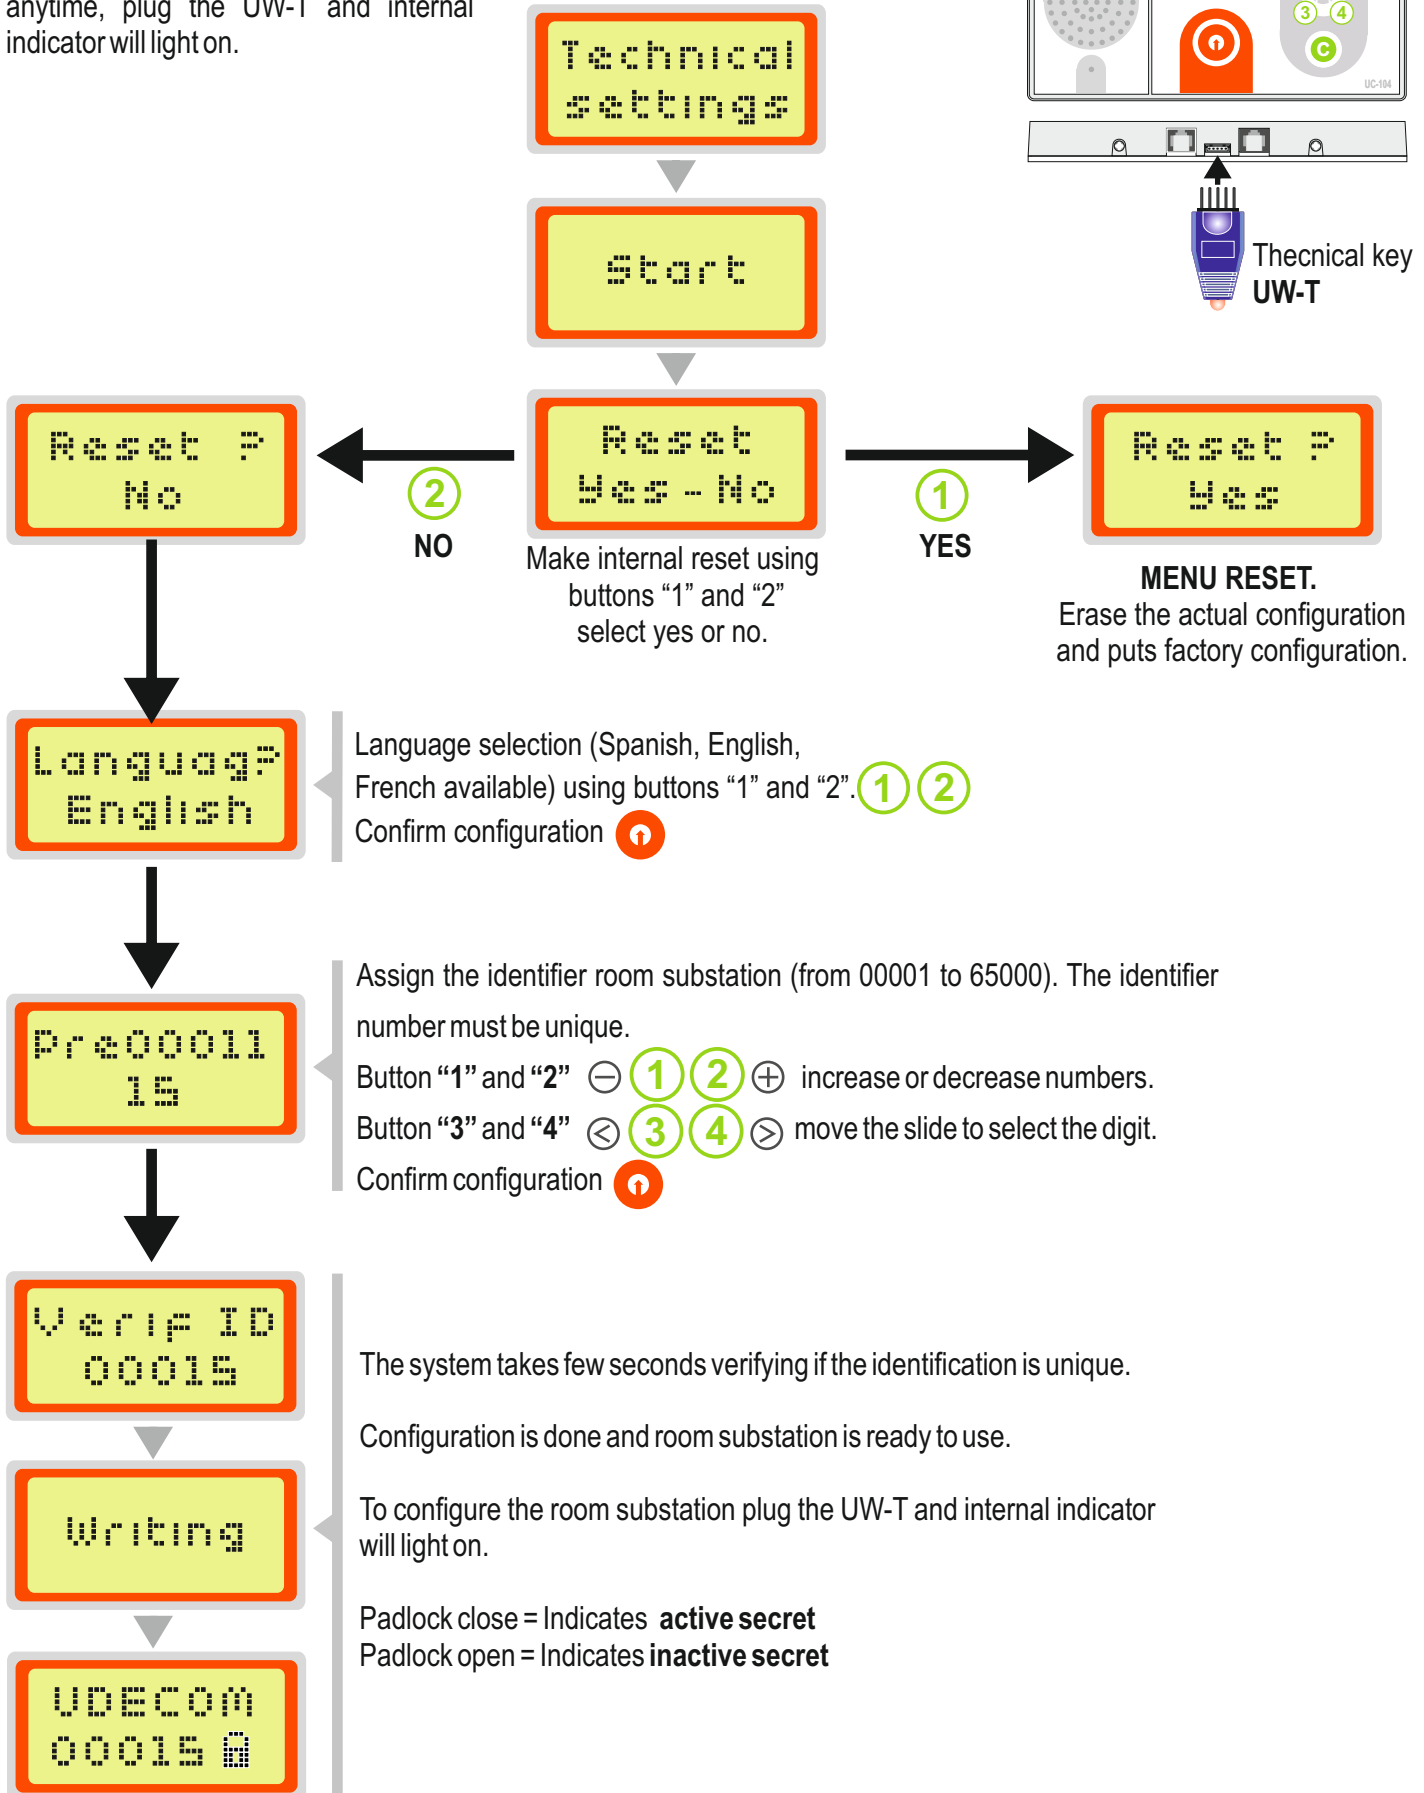 anytime, plug the UW-T and internal
indicator will light on.
Technical
settings
3 4
C
UC-104
Thecnical key
UW-T
Start
Reset ?
No
2
NO
Reset
Yes-No
1
YES
Reset ?
Yes
Make internal reset using
buttons “1” and “2”
select yes or no.
MENU RESET.
Erase the actual configuration
and puts factory configuration.
Languag?
English
Language selection (Spanish, English,
French available) using buttons “1” and “2”. 1 2
Confirm configuration
Pre00011
15
Assign the identifier room substation (from 00001 to 65000). The identifier
number must be unique.
Button “1” and “2” - 1 2 + increase or decrease numbers.
Button “3” and “4” < 3 4 > move the slide to select the digit.
Confirm configuration
Verif ID
00015
The system takes few seconds verifying if the identification is unique.
Configuration is done and room substation is ready to use.
Writing
To configure the room substation plug the UW-T and internal indicator
will light on.
Padlock close = Indicates active secret
Padlock open = Indicates inactive secret
UDECOM
00015